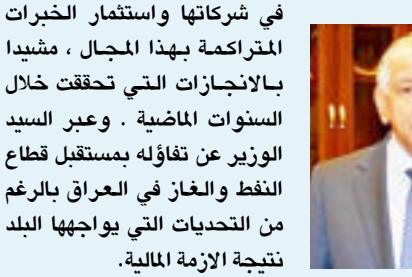 في شركاتها واستثمار الخبرات
المتراكمة بهذا المجال ، مشيدا
بالانجازات التي تحققت خلال
السنوات الماضية . وعبر السيد
الوزير عن تفاؤله بمستقبل قطاع
النفط والغاز في العراق بالرغم
من التحديات التي يواجهها البلد
نتيجة الازمة المالية.